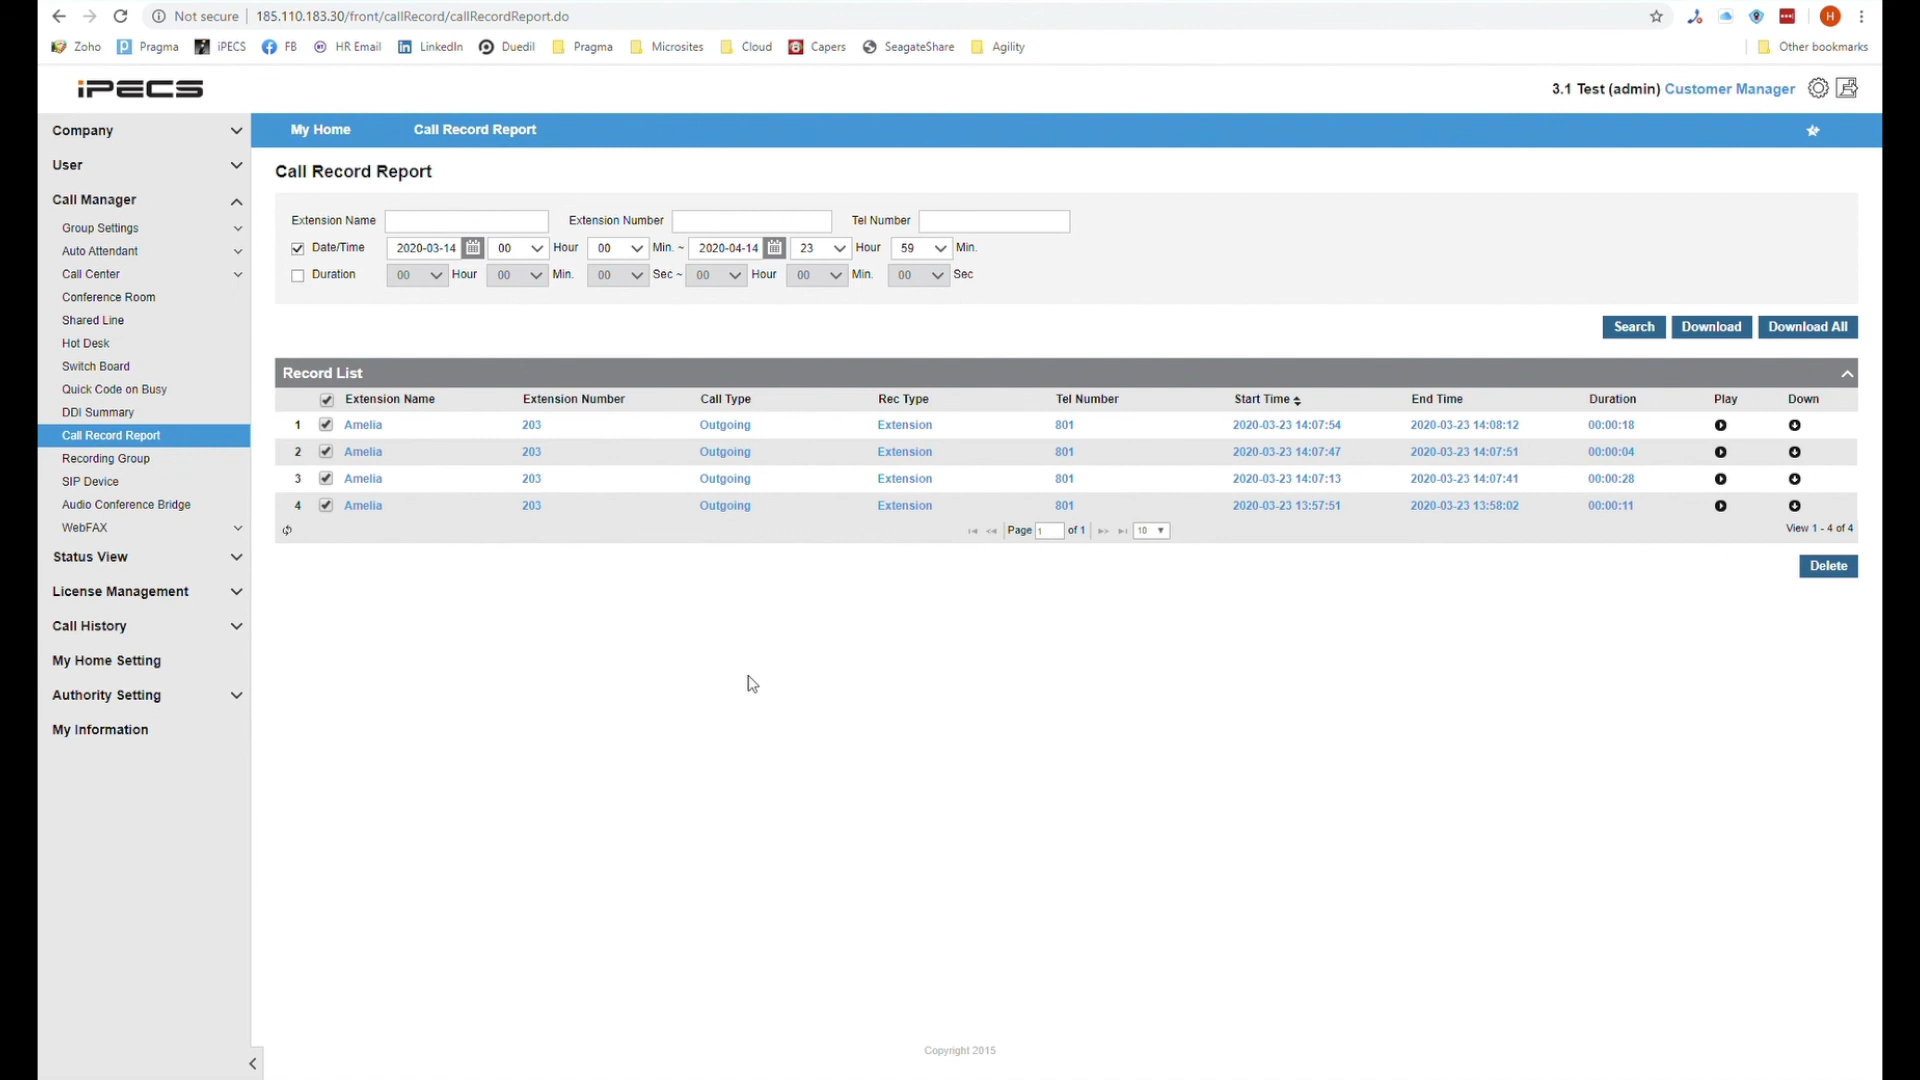 Not secure 185.110.183.30/front/callRecord/callRecordReport.do H
Zoho Pragma iPECS FB HR Email LinkedIn Duedil Pragma Microsites Cloud Capers SeagateShare Agility Other bookmarks
iPECS 3.1 Test (admin) Customer Manager
Company
User
Call Manager
Group Settings
Auto Attendant
Call Center
Conference Room
Shared Line
Hot Desk
Switch Board
Quick Code on Busy
DDI Summary
Call Record Report
Recording Group
SIP Device
Audio Conference Bridge
WebFAX
Status View
License Management
Call History
My Home Setting
Authority Setting
My Information
My Home Call Record Report
Call Record Report
Extension Name Extension Number Tel Number
Date/Time 2020-03-14 00 Hour 00 Min. ~ 2020-04-14 23 Hour 59 Min.
Duration 00 Hour 00 Min. 00 Sec ~ 00 Hour 00 Min. 00 Sec
Search Download Download All
Record List
Extension Name Extension Number Call Type Rec Type Tel Number Start Time End Time Duration Play Down
1 Amelia 203 Outgoing Extension 801 2020-03-23 14:07:54 2020-03-23 14:08:12 00:00:18
2 Amelia 203 Outgoing Extension 801 2020-03-23 14:07:47 2020-03-23 14:07:51 00:00:04
3 Amelia 203 Outgoing Extension 801 2020-03-23 14:07:13 2020-03-23 14:07:41 00:00:28
4 Amelia 203 Outgoing Extension 801 2020-03-23 13:57:51 2020-03-23 13:58:02 00:00:11
Page 1 of 1 10 View 1 - 4 of 4
Delete
Copyright 2015